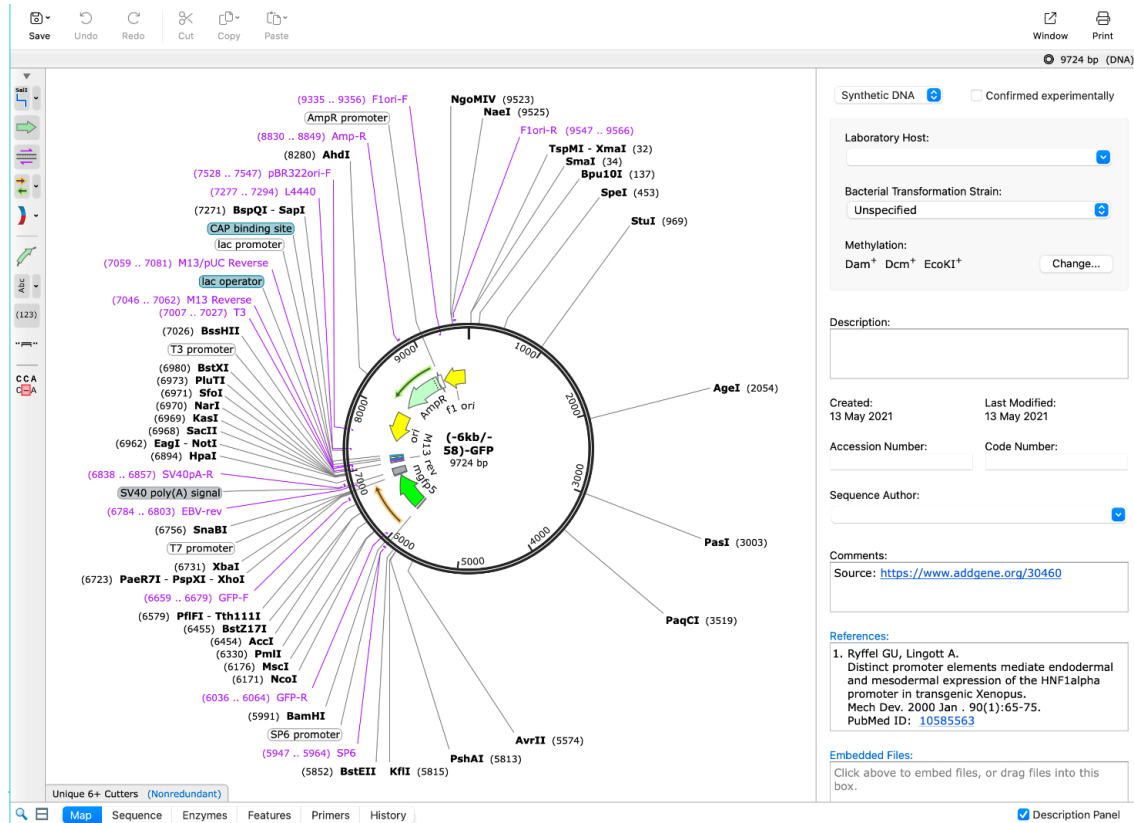 Save
Undo
Redo
Cut
Copy
Paste
Window
Print
9724 bp (DNA)
SalI
Abc
(123)
CCA
C-A
(9335 .. 9356) F1ori-F
AmpR promoter
(8830 .. 8849) Amp-R
(8280) AhdI
(7528 .. 7547) pBR322ori-F
(7277 .. 7294) L4440
(7271) BspQI - SapI
CAP binding site
lac promoter
(7059 .. 7081) M13/pUC Reverse
lac operator
(7046 .. 7062) M13 Reverse
(7007 .. 7027) T3
(7026) BssHII
T3 promoter
(6980) BstXI
(6973) PluTI
(6971) SfoI
(6970) NarI
(6969) KasI
(6968) SacII
(6962) EagI - NotI
(6894) HpaI
(6838 .. 6857) SV40pA-R
SV40 poly(A) signal
(6784 .. 6803) EBV-rev
(6756) SnaBI
T7 promoter
(6731) XbaI
(6723) PaeR7I - PspXI - XhoI
(6659 .. 6679) GFP-F
(6579) PflFI - Tth111I
(6455) BstZ17I
(6454) AccI
(6330) PmlI
(6176) MscI
(6171) NcoI
(6036 .. 6064) GFP-R
(5991) BamHI
SP6 promoter
(5947 .. 5964) SP6
(5852) BstEII
KflI (5815)
PshAI (5813)
AvrII (5574)
PaqCI (3519)
PasI (3003)
AgeI (2054)
StuI (969)
SpeI (453)
Bpu10I (137)
SmaI (34)
TspMI - XmaI (32)
F1ori-R (9547 .. 9566)
NaeI (9525)
NgoMIV (9523)
1000
2000
3000
4000
5000
6000
7000
8000
9000
AmpR
f1 ori
ori
M13 rev
mgfp5
(-6kb/-
58)-GFP
9724 bp
Unique 6+ Cutters (Nonredundant)
Synthetic DNA
Confirmed experimentally
Laboratory Host:
Bacterial Transformation Strain:
Unspecified
Methylation:
Dam+ Dcm+ EcoKI+
Change...
Description:
Created:
Last Modified:
13 May 2021
13 May 2021
Accession Number:
Code Number:
Sequence Author:
Comments:
Source: https://www.addgene.org/30460
References:
1. Ryffel GU, Lingott A.
Distinct promoter elements mediate endodermal
and mesodermal expression of the HNF1alpha
promoter in transgenic Xenopus.
Mech Dev. 2000 Jan . 90(1):65-75.
PubMed ID: 10585563
Embedded Files:
Click above to embed files, or drag files into this
box.
Map
Sequence
Enzymes
Features
Primers
History
Description Panel